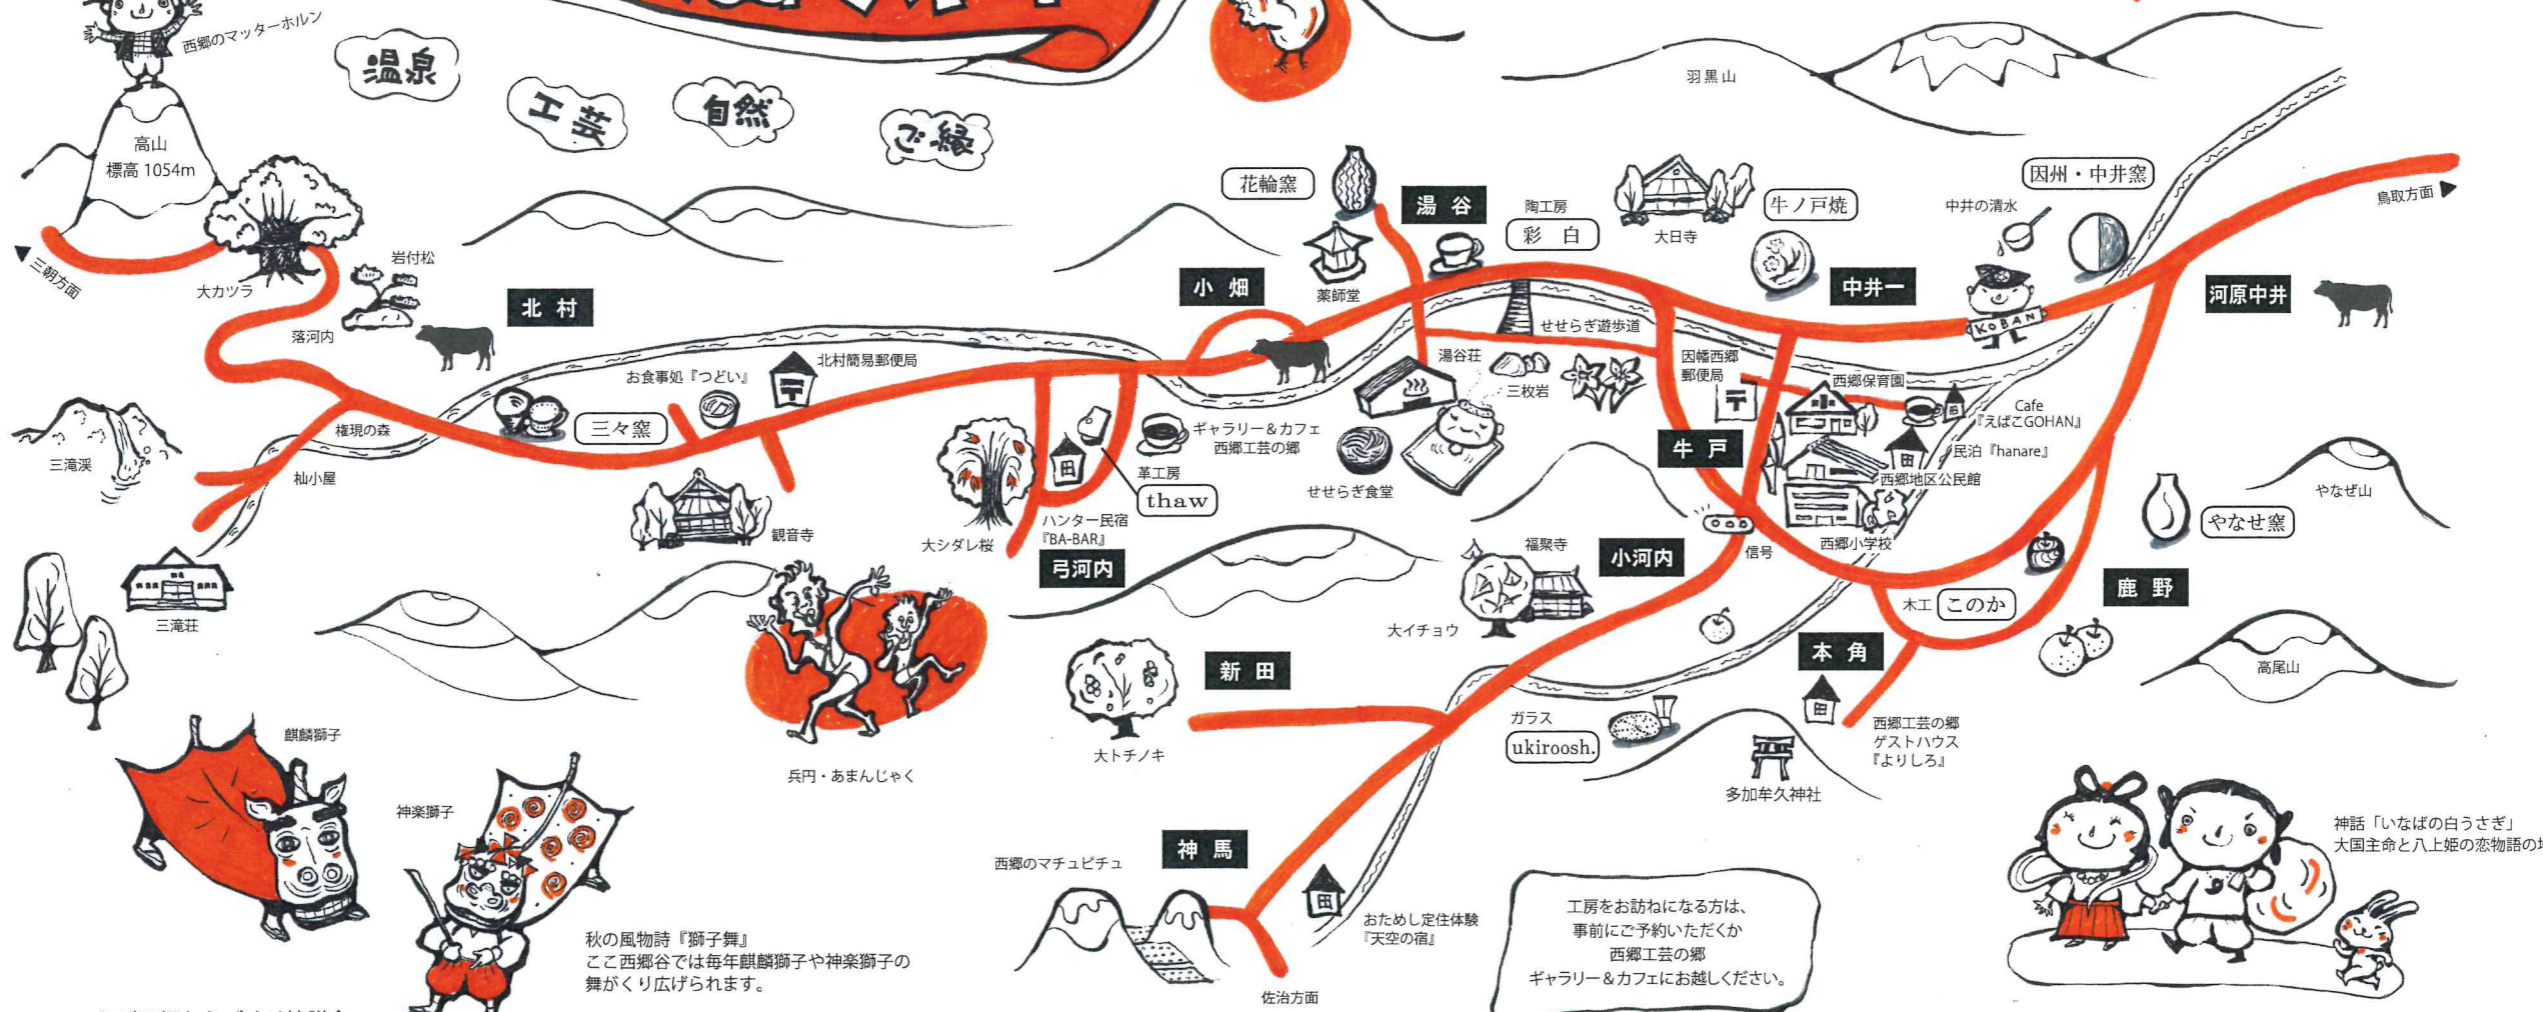 西郷のマッターホルン
温泉
工芸
自然
ご縁
高山
標高 1054m
三朝方面
大カツラ
岩付松
落河内
北村
三滝渓
権現の森
杣小屋
三滝荘
お食事処『つどい』
三々窯
北村簡易郵便局
観音寺
大シダレ桜
ハンター民宿
『BA-BAR』
弓河内
革工房
thaw
ギャラリー＆カフェ
西郷工芸の郷
小畑
花輪窯
薬師堂
湯谷
陶工房
彩白
大日寺
牛ノ戸焼
中井一
中井の清水
因州・中井窯
KOBAN
羽黒山
鳥取方面
河原中井
せせらぎ遊歩道
湯谷荘
三枚岩
せせらぎ食堂
因幡西郷
郵便局
西郷保育園
Cafe
『えばこGOHAN』
民泊『hanare』
西郷地区公民館
牛戸
信号
西郷小学校
やなぜ山
やなせ窯
鹿野
木工
このか
高尾山
本角
西郷工芸の郷
ゲストハウス
『よりしろ』
多加牟久神社
ガラス
ukiroosh.
小河内
福聚寺
大イチョウ
新田
大トチノキ
兵円・あまんじゃく
麒麟獅子
神楽獅子
秋の風物詩『獅子舞』
ここ西郷谷では毎年麒麟獅子や神楽獅子の
舞がくり広げられます。
西郷のマチュピチュ
神馬
おためし定住体験
『天空の宿』
佐治方面
工房をお訪ねになる方は、
事前にご予約いただくか
西郷工芸の郷
ギャラリー＆カフェにお越しください。
神話「いなばの白うさぎ」
大国主命と八上姫の恋物語の